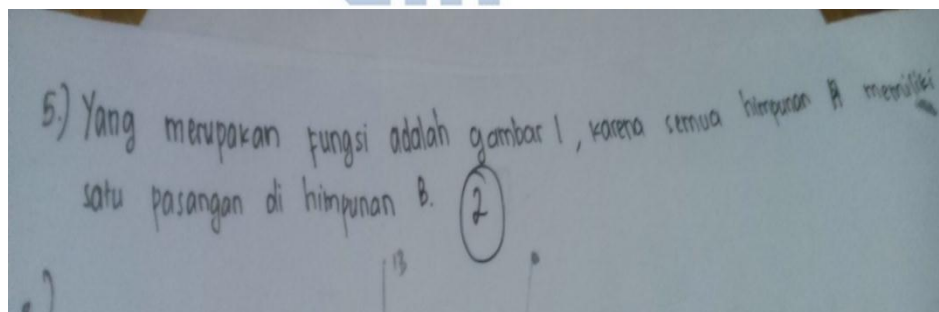 5.) Yang merupakan fungsi adalah gambar 1, karena semua himpunan A memiliki
satu pasangan di himpunan B. 2
B